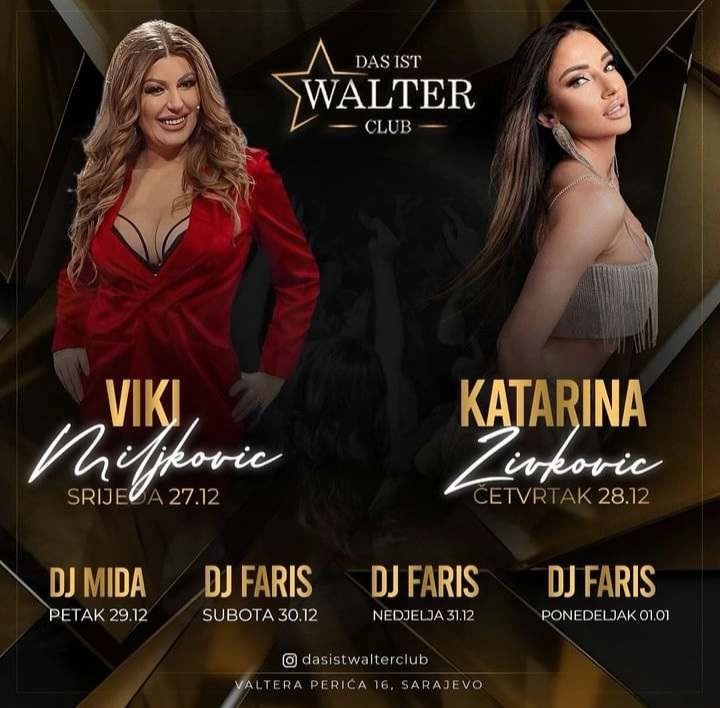 DAS IST
WALTER
CLUB
VIKI
Miljkovic
SRIJEDA 27.12
KATARINA
Zivkovic
ČETVRTAK 28.12
DJ MIDA
PETAK 29.12
DJ FARIS
SUBOTA 30.12
DJ FARIS
NEDJELJA 31.12
DJ FARIS
PONEDELJAK 01.01
dasistwalterclub
VALTERA PERIĆA 16, SARAJEVO